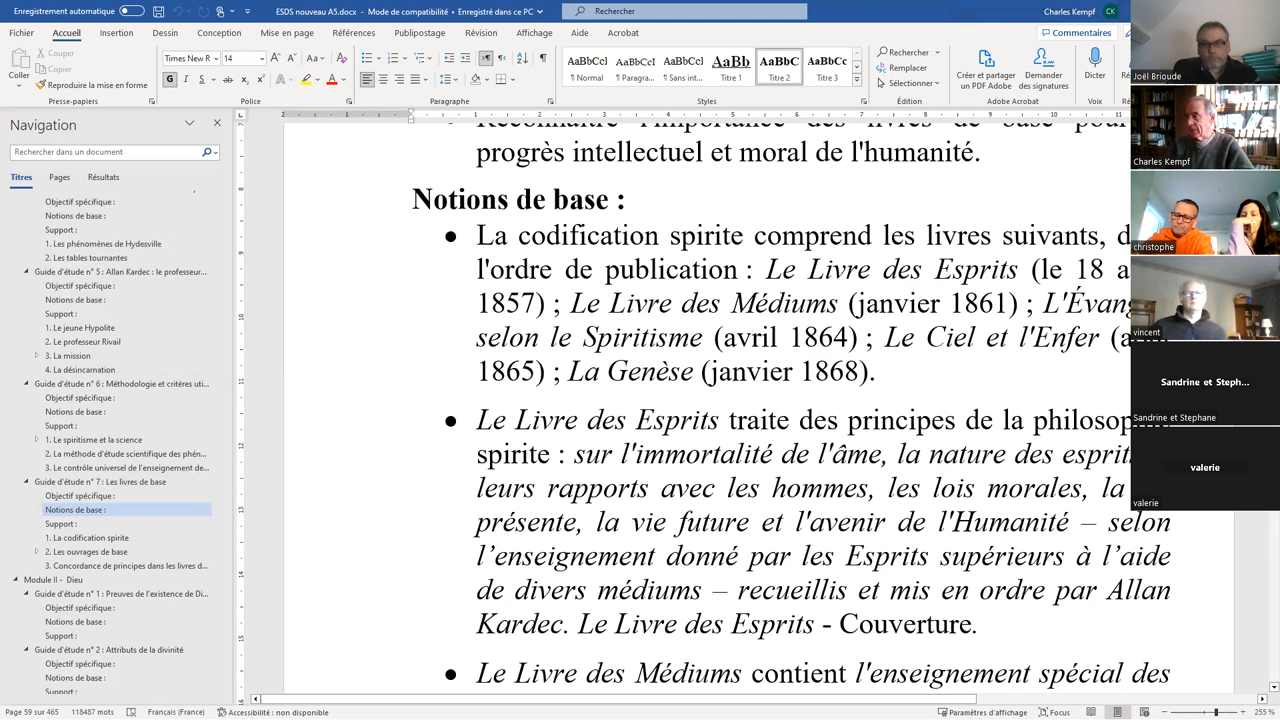 Enregistrement automatique
ESDS nouveau A5.docx - Mode de compatibilité • Enregistré dans ce PC
Rechercher
Charles Kempf
CK
Fichier Accueil Insertion Dessin Conception Mise en page Références Publipostage Révision Affichage Aide Acrobat
Commentaires
Coller
Couper
Copier
Reproduire la mise en forme
Presse-papiers
Times New R 14
Police
Paragraphe
AaBbCcI AaBbCcI AaBbCcI AaBb AaBbC AaBbCc
¶ Normal ¶ Paragra... ¶ Sans int... Titre 1 Titre 2 Titre 3
Styles
Rechercher
Remplacer
Sélectionner
Édition
Créer et partager un PDF Adobe
Demander des signatures
Adobe Acrobat
Dicter
Voix
Navigation
Rechercher dans un document
Titres Pages Résultats
Objectif spécifique :
Notions de base :
Support :
1. Les phénomènes de Hydesville
2. Les tables tournantes
Guide d'étude n° 5 : Allan Kardec : le professeur...
Objectif spécifique :
Notions de base :
Support :
1. Le jeune Hypolite
2. Le professeur Rivail
3. La mission
4. La désincarnation
Guide d'étude n° 6 : Méthodologie et critères uti...
Objectif spécifique :
Notions de base :
Support :
1. Le spiritisme et la science
2. La méthode d'étude scientifique des phén...
3. Le contrôle universel de l'enseignement de...
Guide d'étude n° 7 : Les livres de base
Objectif spécifique :
Notions de base :
Support :
1. La codification spirite
2. Les ouvrages de base
3. Concordance de principes dans les livres d...
Module II - Dieu
Guide d'étude n° 1 : Preuves de l'existence de Di...
Objectif spécifique :
Notions de base :
Support :
Guide d'étude n° 2 : Attributs de la divinité
Objectif spécifique :
Notions de base :
Support :
Reconnaître l'importance des livres de base pour
progrès intellectuel et moral de l'humanité.
Notions de base :
● La codification spirite comprend les livres suivants, d
l'ordre de publication : Le Livre des Esprits (le 18 a
1857) ; Le Livre des Médiums (janvier 1861) ; L'Évang
selon le Spiritisme (avril 1864) ; Le Ciel et l'Enfer (a
1865) ; La Genèse (janvier 1868).
● Le Livre des Esprits traite des principes de la philosoph
spirite : sur l'immortalité de l'âme, la nature des esprit
leurs rapports avec les hommes, les lois morales, la
présente, la vie future et l'avenir de l'Humanité – selon
l’enseignement donné par les Esprits supérieurs à l’aide
de divers médiums – recueillis et mis en ordre par Allan
Kardec. Le Livre des Esprits - Couverture.
● Le Livre des Médiums contient l'enseignement spécial des
Joël Brioude
Charles Kempf
christophe
vincent
Sandrine et Steph...
Sandrine et Stephane
valerie
valerie
Page 59 sur 465 118487 mots Français (France) Accessibilité : non disponible
Paramètres d'affichage Focus 255 %